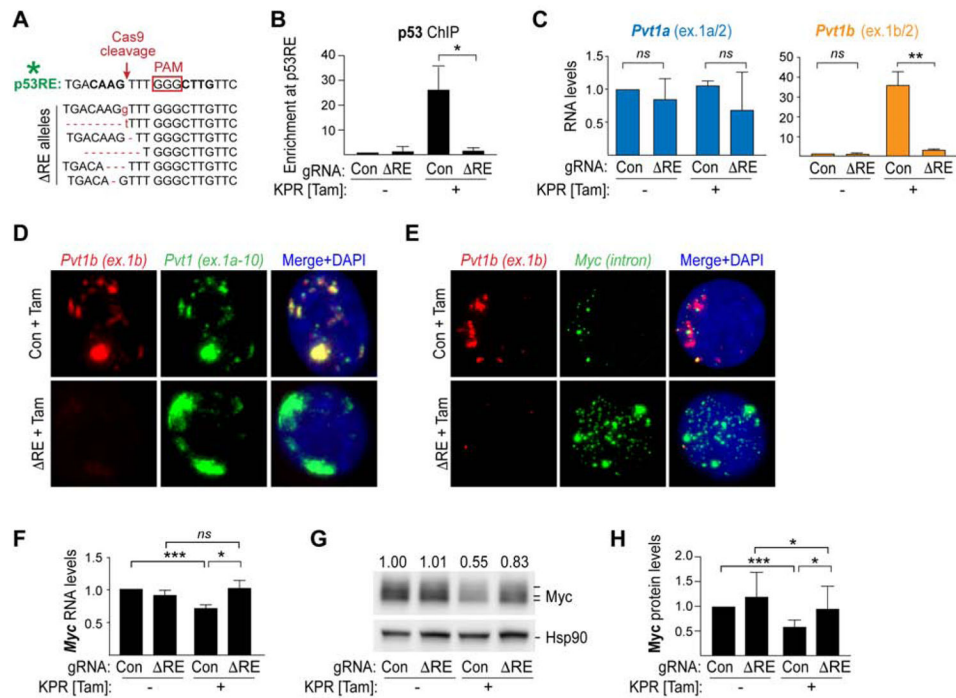 A
Cas9
cleavage
PAM
*
p53RE: TGACAAG TTT GGGCTTGTTC
ΔRE alleles
TGACAAGgTTT GGGCTTGTTC
- - - - - - - - tTT GGGCTTGTTC
TGACAAG - TT GGGCTTGTTC
- - - - - - - - - - T GGGCTTGTTC
TGACA - - - TT GGGCTTGTTC
TGACA - GTTT GGGCTTGTTC
B
p53 ChIP
Enrichment at p53RE
40
30
20
10
0
*
gRNA: Con ΔRE Con ΔRE
KPR [Tam]: - +
C
Pvt1a (ex.1a/2)
RNA levels
1.5
1.0
0.5
ns
ns
gRNA: Con ΔRE Con ΔRE
KPR [Tam]: - +
Pvt1b (ex.1b/2)
50
40
30
20
10
0
ns
**
Con ΔRE Con ΔRE
- +
D
Pvt1b (ex.1b) Pvt1 (ex.1a-10) Merge+DAPI
Con + Tam
ΔRE + Tam
E
Pvt1b (ex.1b) Myc (intron) Merge+DAPI
Con + Tam
ΔRE + Tam
F
Myc RNA levels
1.5
1.0
0.5
ns
*** *
gRNA: Con ΔRE Con ΔRE
KPR [Tam]: - +
G
1.00 1.01 0.55 0.83
Myc
Hsp90
gRNA: Con ΔRE Con ΔRE
KPR [Tam]: - +
H
Myc protein levels
2.0
1.5
1.0
0.5
*
*** *
gRNA: Con ΔRE Con ΔRE
KPR [Tam]: - +